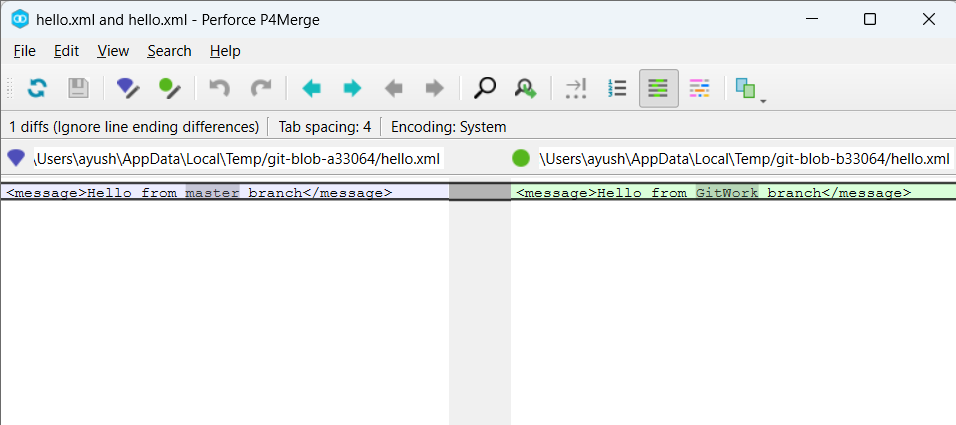 hello.xml and hello.xml - Perforce P4Merge
File Edit View Search Help
1 diffs (Ignore line ending differences) Tab spacing: 4 Encoding: System
\Users\ayush\AppData\Local\Temp/git-blob-a33064/hello.xml \Users\ayush\AppData\Local\Temp/git-blob-b33064/hello.xml
<message>Hello from master branch</message> <message>Hello from GitWork branch</message>